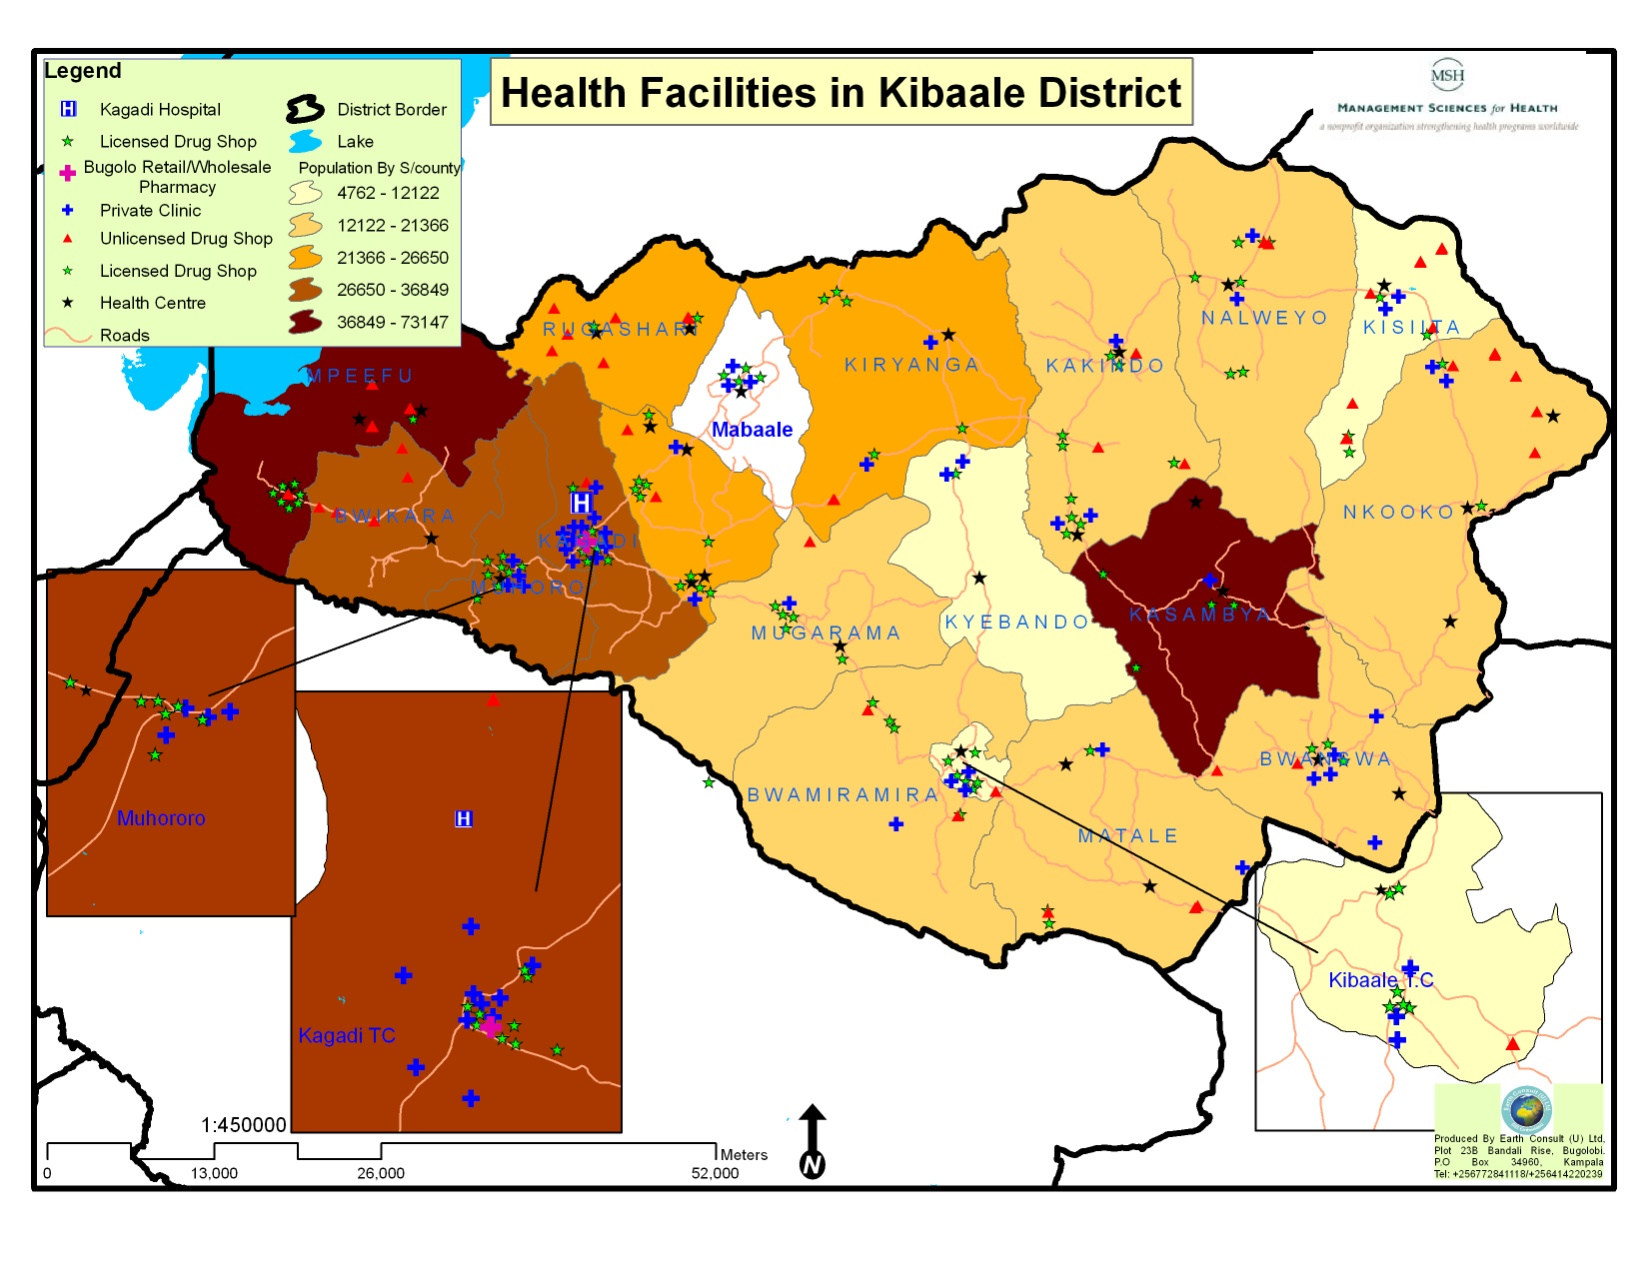 Legend
Kagadi Hospital
Licensed Drug Shop
Bugolo Retail/Wholesale
Pharmacy
Private Clinic
Unlicensed Drug Shop
Licensed Drug Shop
Health Centre
Roads
District Border
Lake
Population By S/county
4762 - 12122
12122 - 21366
21366 - 26650
26650 - 36849
36849 - 73147
Health Facilities in Kibaale District
MSH
MANAGEMENT SCIENCES for HEALTH
a nonprofit organization strengthening health programs worldwide
RUGASHARI
MPEEFU
KIRYANGA
KAKINDO
NALWEYO
KISIITA
Mabaale
BWIKARA
KAGADI
NKOOKO
MUHORO
MUGARAMA
KYEBANDO
KASAMBYA
BWAMIRAMIRA
BWANSWA
MATALE
H
Muhororo
H
Kagadi TC
Kibaale T.C
1:450000
Meters
0
13,000
26,000
52,000
N
Produced By Earth Consult (U) Ltd,
Plot 23B Bandali Rise, Bugolobi.
P.O Box 34960, Kampala
Tel: +256772841118/+256414220239